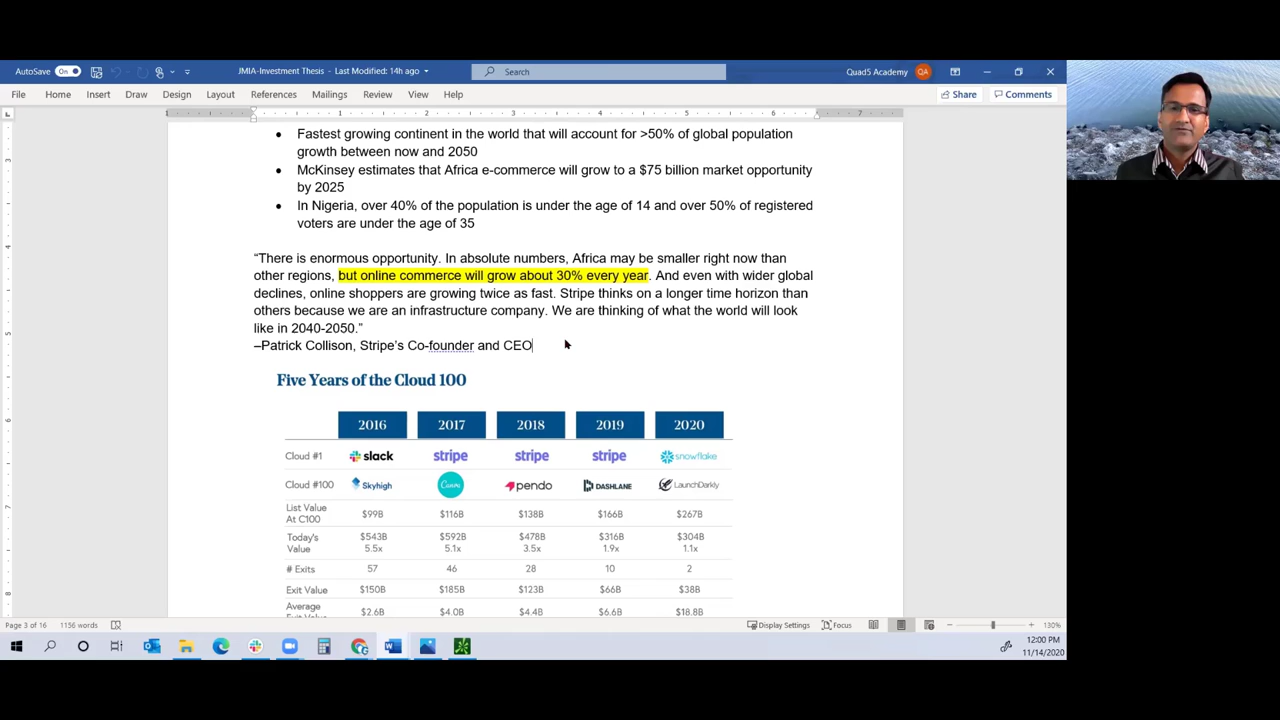 AutoSave On
JMIA-Investment Thesis - Last Modified: 14h ago
Search
Quad5 Academy QA
File Home Insert Draw Design Layout References Mailings Review View Help Share Comments
1 1 2 3 4 5 6 7
• Fastest growing continent in the world that will account for >50% of global population
growth between now and 2050
• McKinsey estimates that Africa e-commerce will grow to a $75 billion market opportunity
by 2025
• In Nigeria, over 40% of the population is under the age of 14 and over 50% of registered
voters are under the age of 35
“There is enormous opportunity. In absolute numbers, Africa may be smaller right now than
other regions, but online commerce will grow about 30% every year. And even with wider global
declines, online shoppers are growing twice as fast. Stripe thinks on a longer time horizon than
others because we are an infrastructure company. We are thinking of what the world will look
like in 2040-2050.”
–Patrick Collison, Stripe’s Co-founder and CEO
Five Years of the Cloud 100
2016 2017 2018 2019 2020
Cloud #1 slack stripe stripe stripe snowflake
Cloud #100 Skyhigh Canva pendo DASHLANE LaunchDarkly
List Value
At C100 $99B $116B $138B $166B $267B
Today's $543B $592B $478B $316B $304B
Value 5.5x 5.1x 3.5x 1.9x 1.1x
# Exits 57 46 28 10 2
Exit Value $150B $185B $123B $66B $38B
Average $2.6B $4.0B $4.4B $6.6B $18.8B
Exit Value
Page 3 of 16 1156 words Display Settings Focus 130%
12:00 PM
11/14/2020